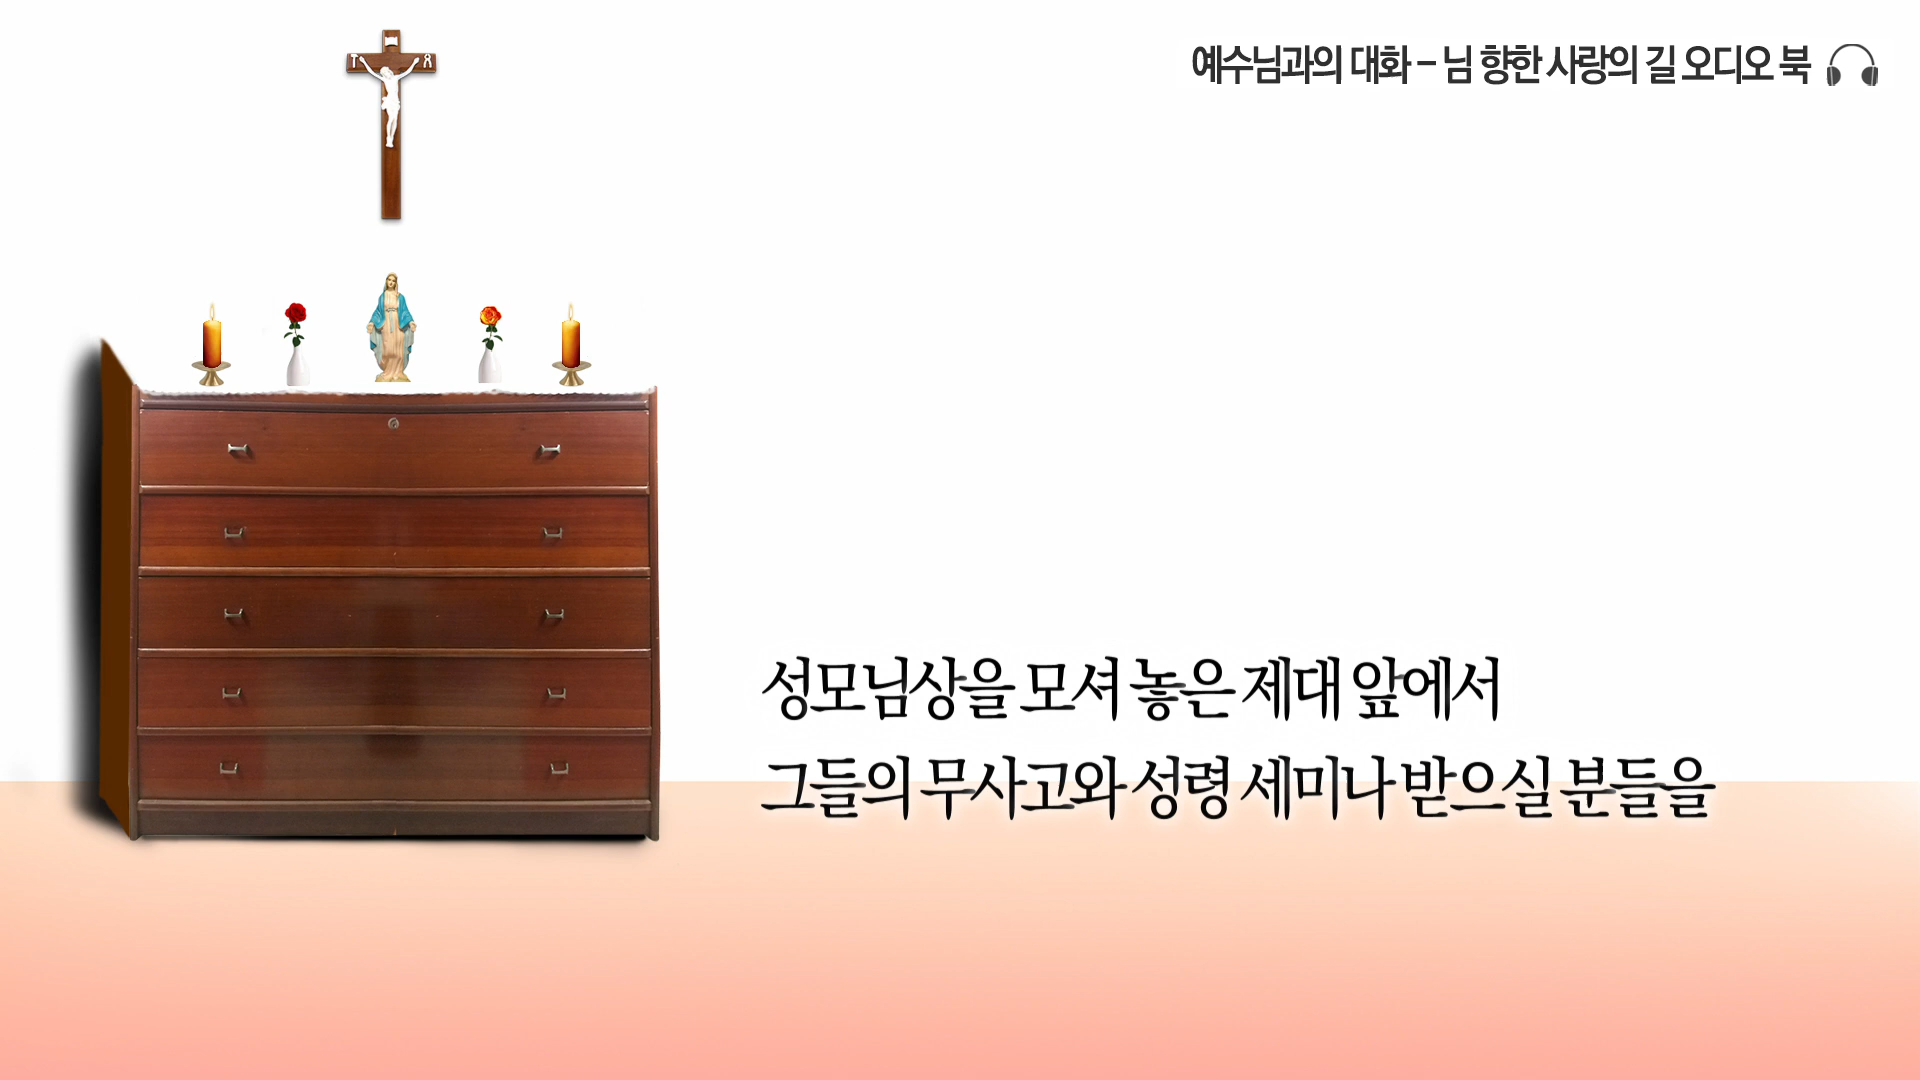 예수님과의 대화 - 님 향한 사랑의 길 오디오 북
성모님상을 모셔 놓은 제대 앞에서
그들의 무사고와 성령 세미나 받으실 분들을